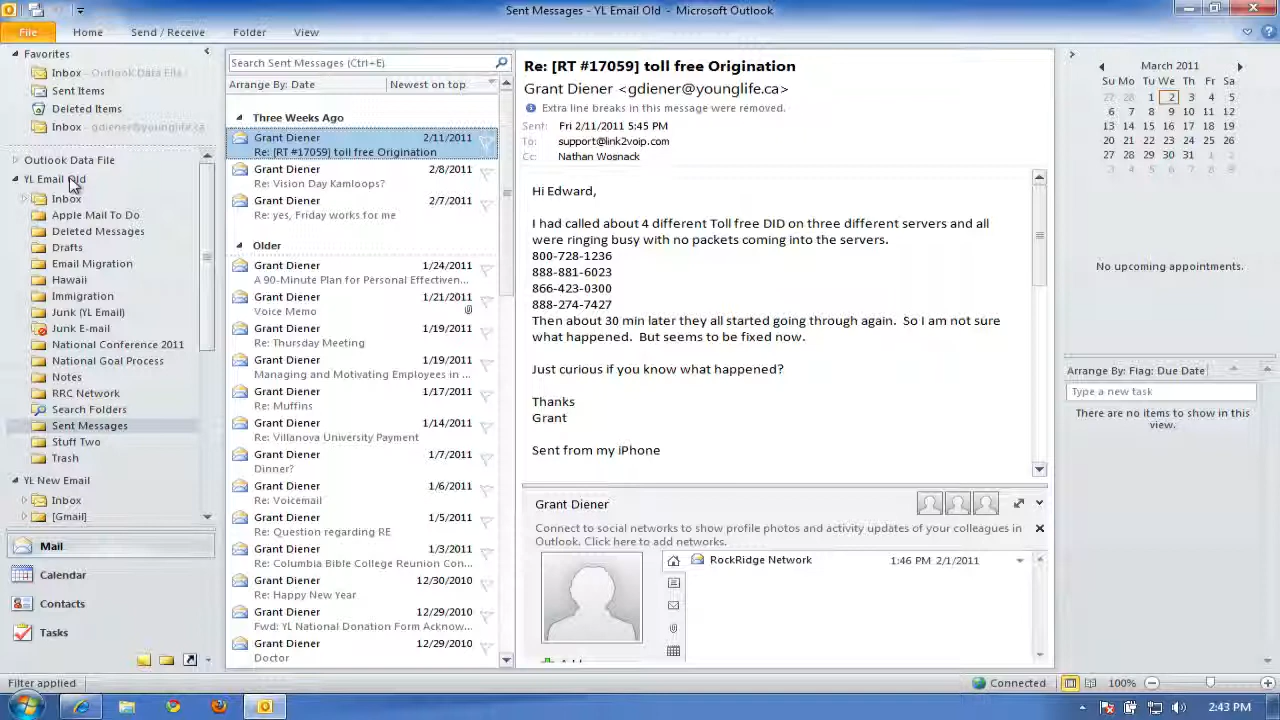 Sent Messages - YL Email Old - Microsoft Outlook
File
Home
Send / Receive
Folder
View
Favorites
Inbox - Outlook Data File
Sent Items
Deleted Items
Inbox - gdiener@younglife.ca
Outlook Data File
YL Email Old
Inbox
Apple Mail To Do
Deleted Messages
Drafts
Email Migration
Hawaii
Immigration
Junk (YL Email)
Junk E-mail
National Conference 2011
National Goal Process
Notes
RRC Network
Search Folders
Sent Messages
Stuff Two
Trash
YL New Email
Inbox
[Gmail]
Mail
Calendar
Contacts
Tasks
Search Sent Messages (Ctrl+E)
Arrange By: Date
Newest on top
Three Weeks Ago
Grant Diener 2/11/2011
Re: [RT #17059] toll free Origination
Grant Diener 2/8/2011
Re: Vision Day Kamloops?
Grant Diener 2/7/2011
Re: yes, Friday works for me
Older
Grant Diener 1/24/2011
A 90-Minute Plan for Personal Effectiven...
Grant Diener 1/21/2011
Voice Memo
Grant Diener 1/19/2011
Re: Thursday Meeting
Grant Diener 1/19/2011
Managing and Motivating Employees in ...
Grant Diener 1/17/2011
Re: Muffins
Grant Diener 1/14/2011
Re: Villanova University Payment
Grant Diener 1/7/2011
Dinner?
Grant Diener 1/6/2011
Re: Voicemail
Grant Diener 1/5/2011
Re: Question regarding RE
Grant Diener 1/3/2011
Re: Columbia Bible College Reunion Con...
Grant Diener 12/30/2010
Re: Happy New Year
Grant Diener 12/29/2010
Fwd: YL National Donation Form Acknow...
Grant Diener 12/29/2010
Doctor
Re: [RT #17059] toll free Origination
Grant Diener <gdiener@younglife.ca>
Extra line breaks in this message were removed.
Sent: Fri 2/11/2011 5:45 PM
To: support@link2voip.com
Cc: Nathan Wosnack
Hi Edward,
I had called about 4 different Toll free DID on three different servers and all
were ringing busy with no packets coming into the servers.
800-728-1236
888-881-6023
866-423-0300
888-274-7427
Then about 30 min later they all started going through again. So I am not sure
what happened. But seems to be fixed now.
Just curious if you know what happened?
Thanks
Grant
Sent from my iPhone
Grant Diener
Connect to social networks to show profile photos and activity updates of your colleagues in
Outlook. Click here to add networks.
RockRidge Network 1:46 PM 2/1/2011
March 2011
Su Mo Tu We Th Fr Sa
27 28 1 2 3 4 5
6 7 8 9 10 11 12
13 14 15 16 17 18 19
20 21 22 23 24 25 26
27 28 29 30 31 1 2
3 4 5 6 7 8 9
No upcoming appointments.
Arrange By: Flag: Due Date
Type a new task
There are no items to show in this
view.
Filter applied
Connected
100%
2:43 PM